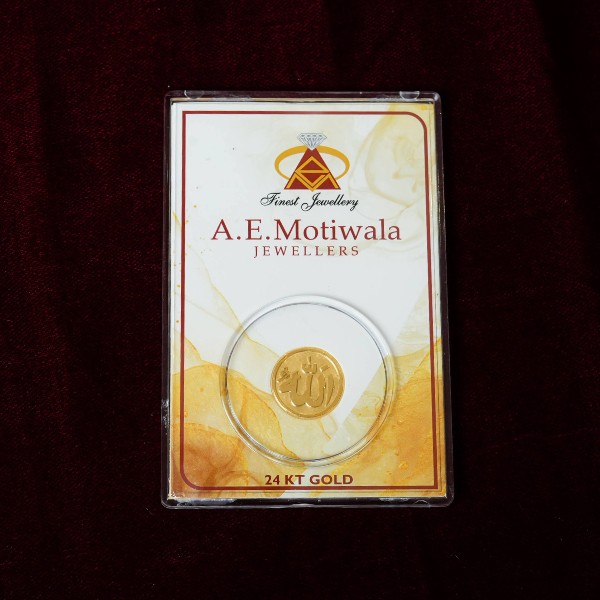 Finest Jewellery
A.E.Motiwala
JEWELLERS
الله
24 KT GOLD